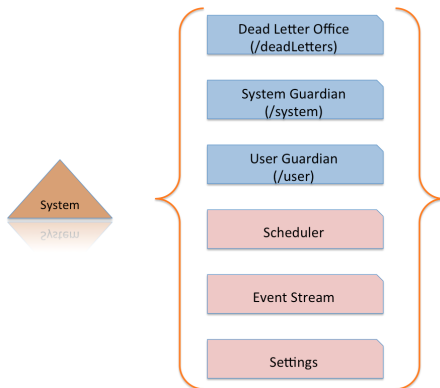 Dead Letter Office
(/deadLetters)
System Guardian
(/system)
User Guardian
(/user)
System
System
Scheduler
Event Stream
Settings